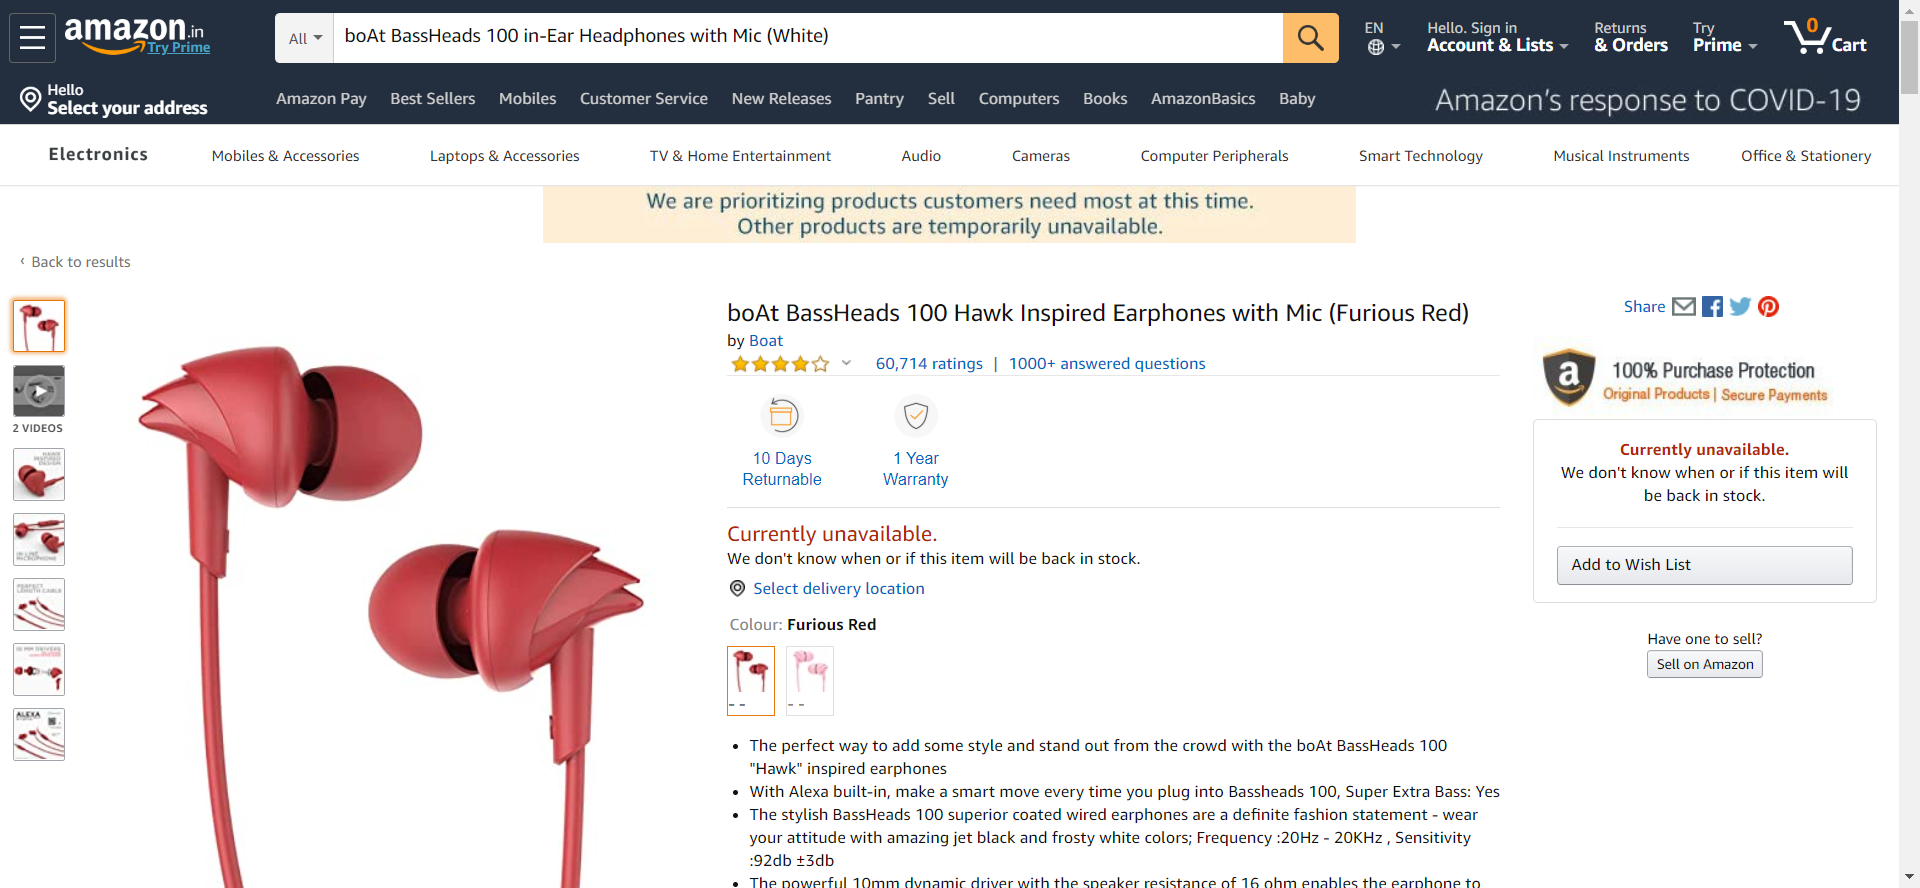 amazon.in
Try Prime
All
boAt BassHeads 100 in-Ear Headphones with Mic (White)
EN
Hello. Sign in
Account & Lists
Returns
& Orders
Try
Prime
0
Cart
Hello
Select your address
Amazon Pay
Best Sellers
Mobiles
Customer Service
New Releases
Pantry
Sell
Computers
Books
AmazonBasics
Baby
Amazon's response to COVID-19
Electronics
Mobiles & Accessories
Laptops & Accessories
TV & Home Entertainment
Audio
Cameras
Computer Peripherals
Smart Technology
Musical Instruments
Office & Stationery
We are prioritizing products customers need most at this time.
Other products are temporarily unavailable.
‹ Back to results
2 VIDEOS
HAWK
INSPIRED
DESIGN
IN-LINE
MICROPHONE
PERFECT
LENGTH CABLE
10 MM DRIVERS
ALEXA
boAt BassHeads 100 Hawk Inspired Earphones with Mic (Furious Red)
by Boat
60,714 ratings | 1000+ answered questions
10 Days
Returnable
1 Year
Warranty
Currently unavailable.
We don't know when or if this item will be back in stock.
Select delivery location
Colour: Furious Red
- -
- -
• The perfect way to add some style and stand out from the crowd with the boAt BassHeads 100
"Hawk" inspired earphones
• With Alexa built-in, make a smart move every time you plug into Bassheads 100, Super Extra Bass: Yes
• The stylish BassHeads 100 superior coated wired earphones are a definite fashion statement - wear
your attitude with amazing jet black and frosty white colors; Frequency :20Hz - 20KHz , Sensitivity
:92db ±3db
• The powerful 10mm dynamic driver with the speaker resistance of 16 ohm enables the earphone to
Share
a
100% Purchase Protection
Original Products | Secure Payments
Currently unavailable.
We don't know when or if this item will
be back in stock.
Add to Wish List
Have one to sell?
Sell on Amazon